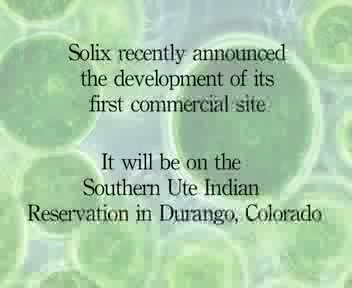 Solix recently announced
the development of its
first commercial site
It will be on the
Southern Ute Indian
Reservation in Durango, Colorado